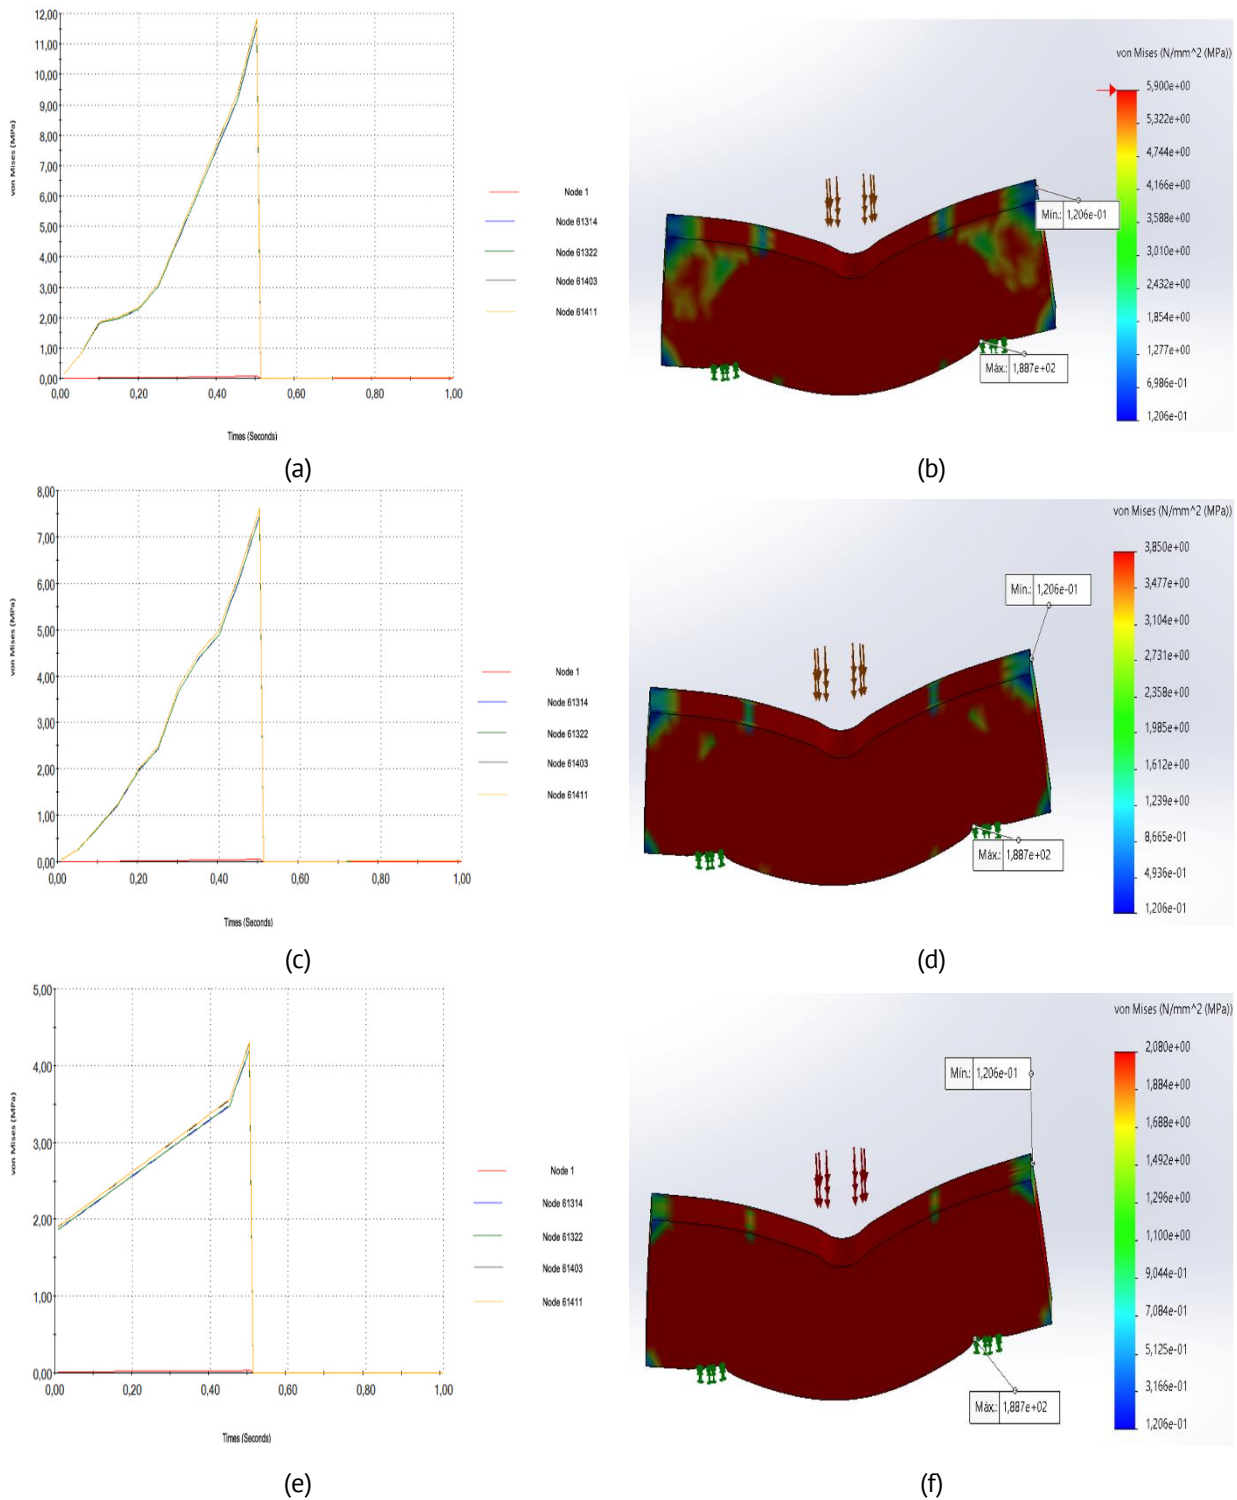 12,00
11,00
10,00
9,00
8,00
7,00
6,00
5,00
4,00
3,00
2,00
1,00
0,00
von Mises (MPa)
0,00 0,20 0,40 0,60 0,80 1,00
Times (Seconds)
Node 1
Node 61314
Node 61322
Node 61403
Node 61411
(a)
von Mises (N/mm^2 (MPa))
5,900e+00
5,322e+00
4,744e+00
4,166e+00
3,588e+00
3,010e+00
2,432e+00
1,854e+00
1,277e+00
6,986e-01
1,206e-01
Mín.: 1,206e-01
Máx.: 1,887e+02
(b)
8,00
7,00
6,00
5,00
4,00
3,00
2,00
1,00
0,00
von Mises (MPa)
0,00 0,20 0,40 0,60 0,80 1,00
Times (Seconds)
Node 1
Node 61314
Node 61322
Node 61403
Node 61411
(c)
von Mises (N/mm^2 (MPa))
3,850e+00
3,477e+00
3,104e+00
2,731e+00
2,358e+00
1,985e+00
1,612e+00
1,239e+00
8,665e-01
4,936e-01
1,206e-01
Mín.: 1,206e-01
Máx.: 1,887e+02
(d)
5,00
4,00
3,00
2,00
1,00
0,00
von Mises (MPa)
0,00 0,20 0,40 0,60 0,80 1,00
Times (Seconds)
Node 1
Node 61314
Node 61322
Node 61403
Node 61411
(e)
von Mises (N/mm^2 (MPa))
2,080e+00
1,884e+00
1,688e+00
1,492e+00
1,296e+00
1,100e+00
9,044e-01
7,084e-01
5,125e-01
3,166e-01
1,206e-01
Mín.: 1,206e-01
Máx.: 1,887e+02
(f)